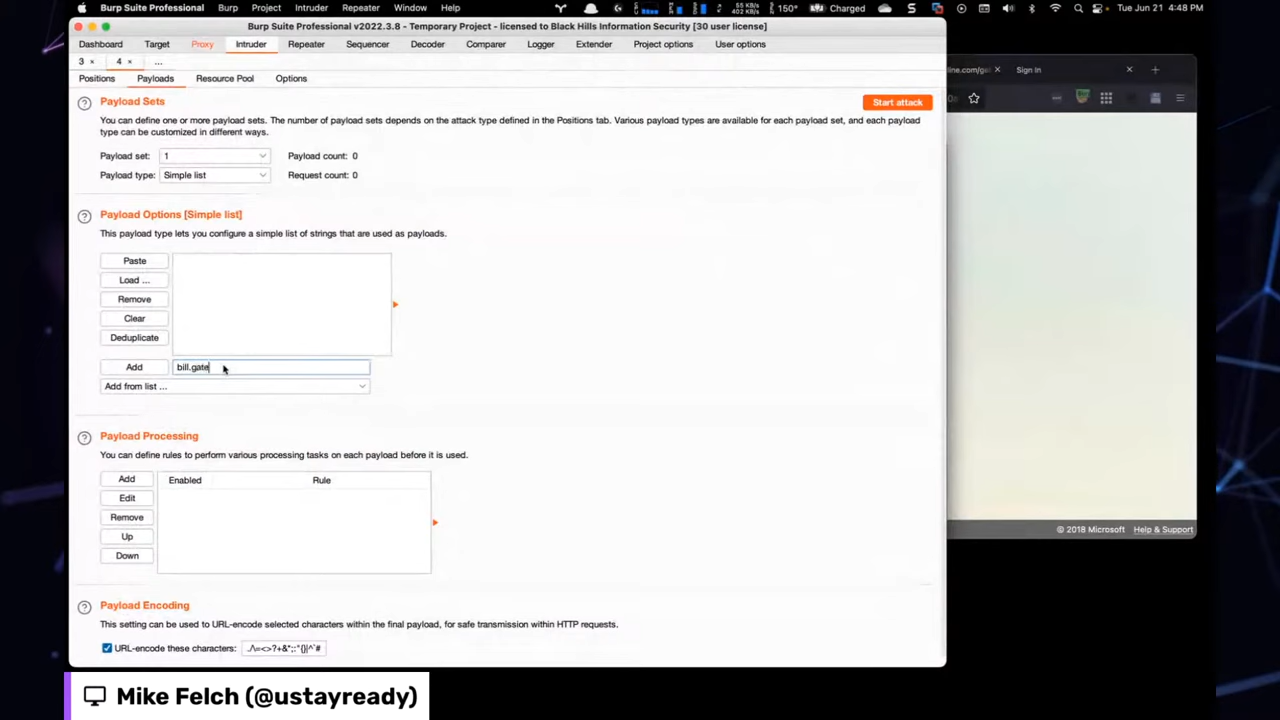 Burp Suite Professional Burp Project Intruder Repeater Window Help
55 KB/s
402 KB/s
150° Charged Tue Jun 21 4:48 PM
Burp Suite Professional v2022.3.8 - Temporary Project - licensed to Black Hills Information Security [30 user license]
Dashboard Target Proxy Intruder Repeater Sequencer Decoder Comparer Logger Extender Project options User options
3 × 4 × ...
Positions Payloads Resource Pool Options
Sign In × +
? Payload Sets
Start attack
You can define one or more payload sets. The number of payload sets depends on the attack type defined in the Positions tab. Various payload types are available for each payload set, and each payload
type can be customized in different ways.
Payload set: 1 Payload count: 0
Payload type: Simple list Request count: 0
? Payload Options [Simple list]
This payload type lets you configure a simple list of strings that are used as payloads.
Paste
Load ...
Remove
Clear
Deduplicate
Add bill.gate
Add from list ...
? Payload Processing
You can define rules to perform various processing tasks on each payload before it is used.
Add Enabled Rule
Edit
Remove
Up
Down
© 2018 Microsoft Help & Support
? Payload Encoding
This setting can be used to URL-encode selected characters within the final payload, for safe transmission within HTTP requests.
URL-encode these characters: ./\=<>?+&*;:"{}|^`#
Mike Felch (@ustayready)